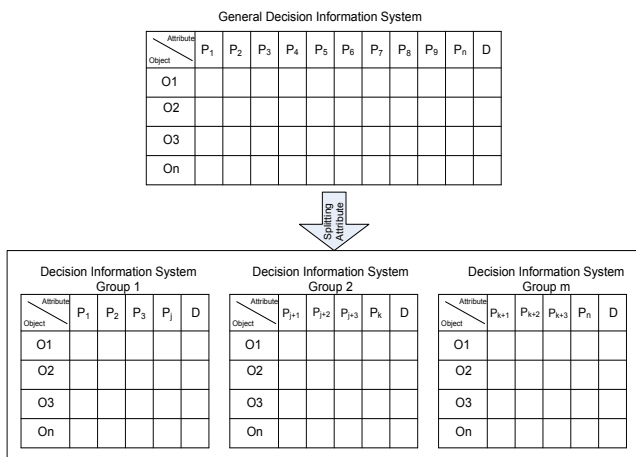 General Decision Information System
Attribute
Object
P1 P2 P3 P4 P5 P6 P7 P8 P9 Pn D
O1
O2
O3
On
Splitting
Attribute
Decision Information System
Group 1
Attribute
Object
P1 P2 P3 Pj D
O1
O2
O3
On
Decision Information System
Group 2
Attribute
Object
Pj+1 Pj+2 Pj+3 Pk D
O1
O2
O3
On
Decision Information System
Group m
Attribute
Object
Pk+1 Pk+2 Pk+3 Pn D
O1
O2
O3
On